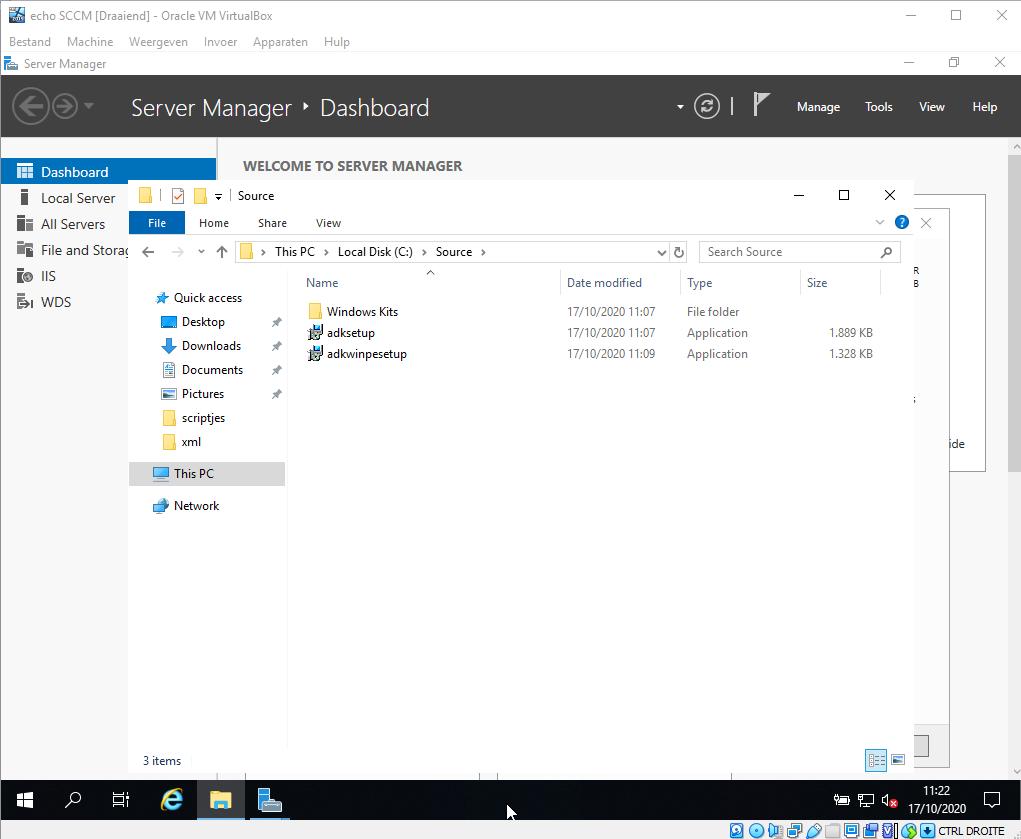 echo SCCM [Draaiend] - Oracle VM VirtualBox
Bestand Machine Weergeven Invoer Apparaten Hulp
Server Manager
Server Manager Dashboard
Manage Tools View Help
WELCOME TO SERVER MANAGER
Dashboard
Local Server
All Servers
File and Storag
IIS
WDS
Source
File Home Share View
This PC Local Disk (C:) Source
Search Source
Name Date modified Type Size
Windows Kits 17/10/2020 11:07 File folder
adksetup 17/10/2020 11:07 Application 1.889 KB
adkwinpesetup 17/10/2020 11:09 Application 1.328 KB
Quick access
Desktop
Downloads
Documents
Pictures
scriptjes
xml
This PC
Network
R
B
ide
3 items
11:22
17/10/2020
CTRL DROITE